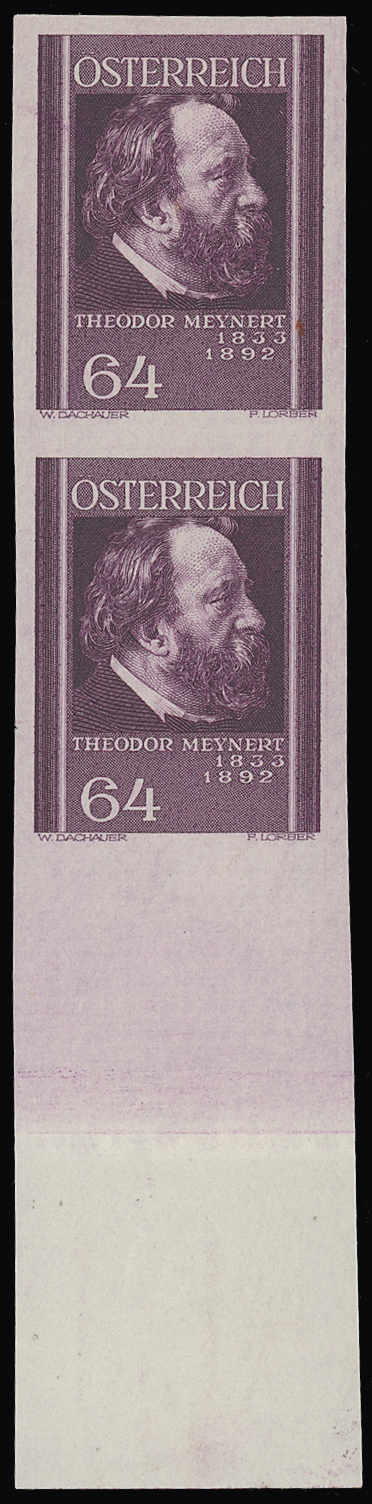 ÖSTERREICH
THEODOR MEYNERT
1833
1892
64
W. DACHAUER F. LORBER
ÖSTERREICH
THEODOR MEYNERT
1833
1892
64
W. DACHAUER F. LORBER